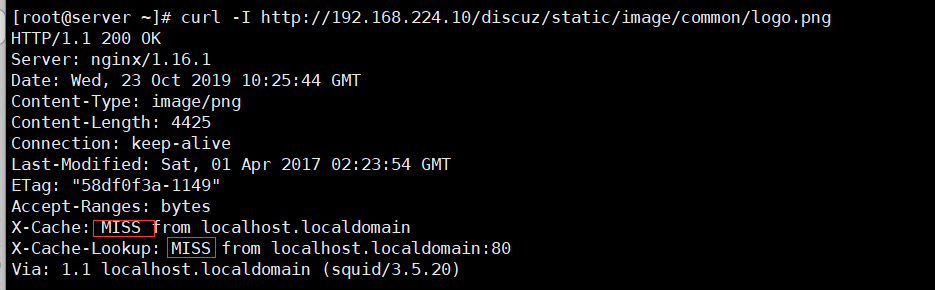 [root@server ~]# curl -I http://192.168.224.10/discuz/static/image/common/logo.png
HTTP/1.1 200 OK
Server: nginx/1.16.1
Date: Wed, 23 Oct 2019 10:25:44 GMT
Content-Type: image/png
Content-Length: 4425
Connection: keep-alive
Last-Modified: Sat, 01 Apr 2017 02:23:54 GMT
ETag: "58df0f3a-1149"
Accept-Ranges: bytes
X-Cache: MISS from localhost.localdomain
X-Cache-Lookup: MISS from localhost.localdomain:80
Via: 1.1 localhost.localdomain (squid/3.5.20)